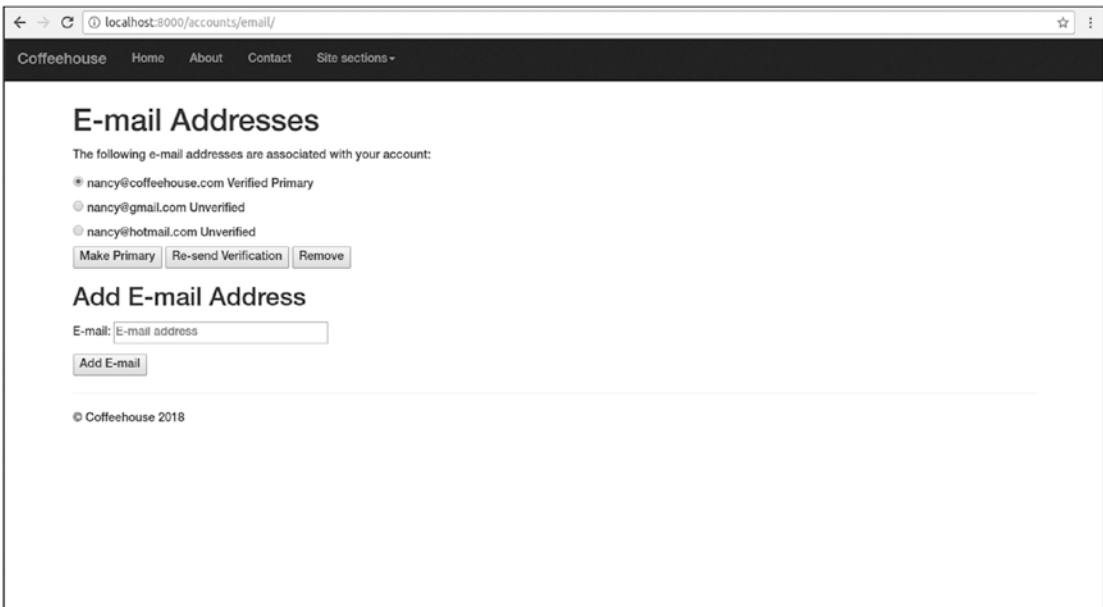 localhost:8000/accounts/email/
Coffeehouse Home About Contact Site sections
E-mail Addresses
The following e-mail addresses are associated with your account:
nancy@coffeehouse.com Verified Primary
nancy@gmail.com Unverified
nancy@hotmail.com Unverified
Make Primary Re-send Verification Remove
Add E-mail Address
E-mail: E-mail address
Add E-mail
© Coffeehouse 2018